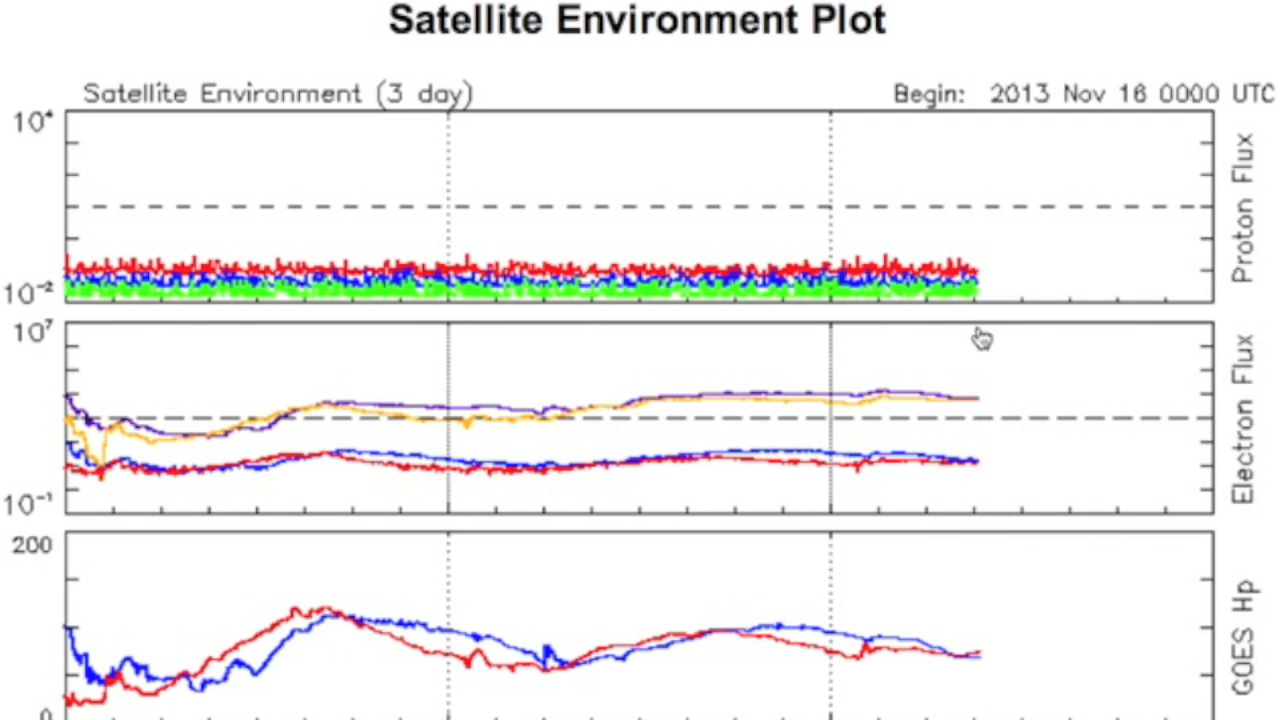 Satellite Environment Plot
Satellite Environment (3 day)
Begin: 2013 Nov 16 0000 UTC
10⁴
Proton Flux
10⁻²
10⁷
Electron Flux
10⁻¹
200
GOES Hp
0